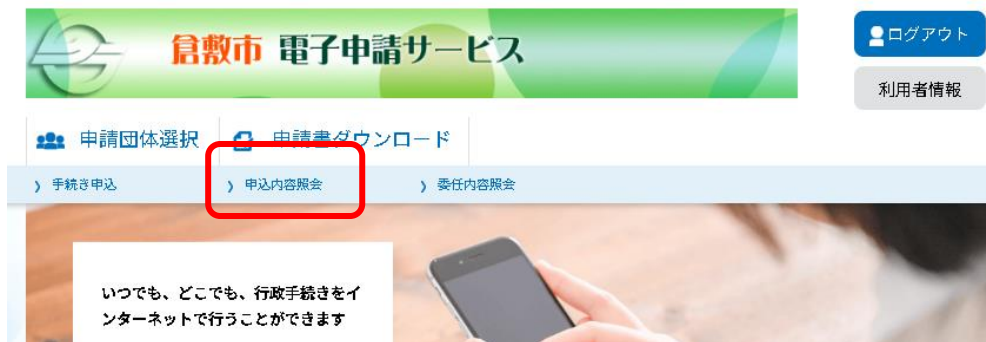 倉敷市 電子申請サービス
ログアウト
利用者情報
申請団体選択
申請書ダウンロード
手続き申込
申込内容照会
委任内容照会
いつでも、どこでも、行政手続きをイ
ンターネットで行うことができます